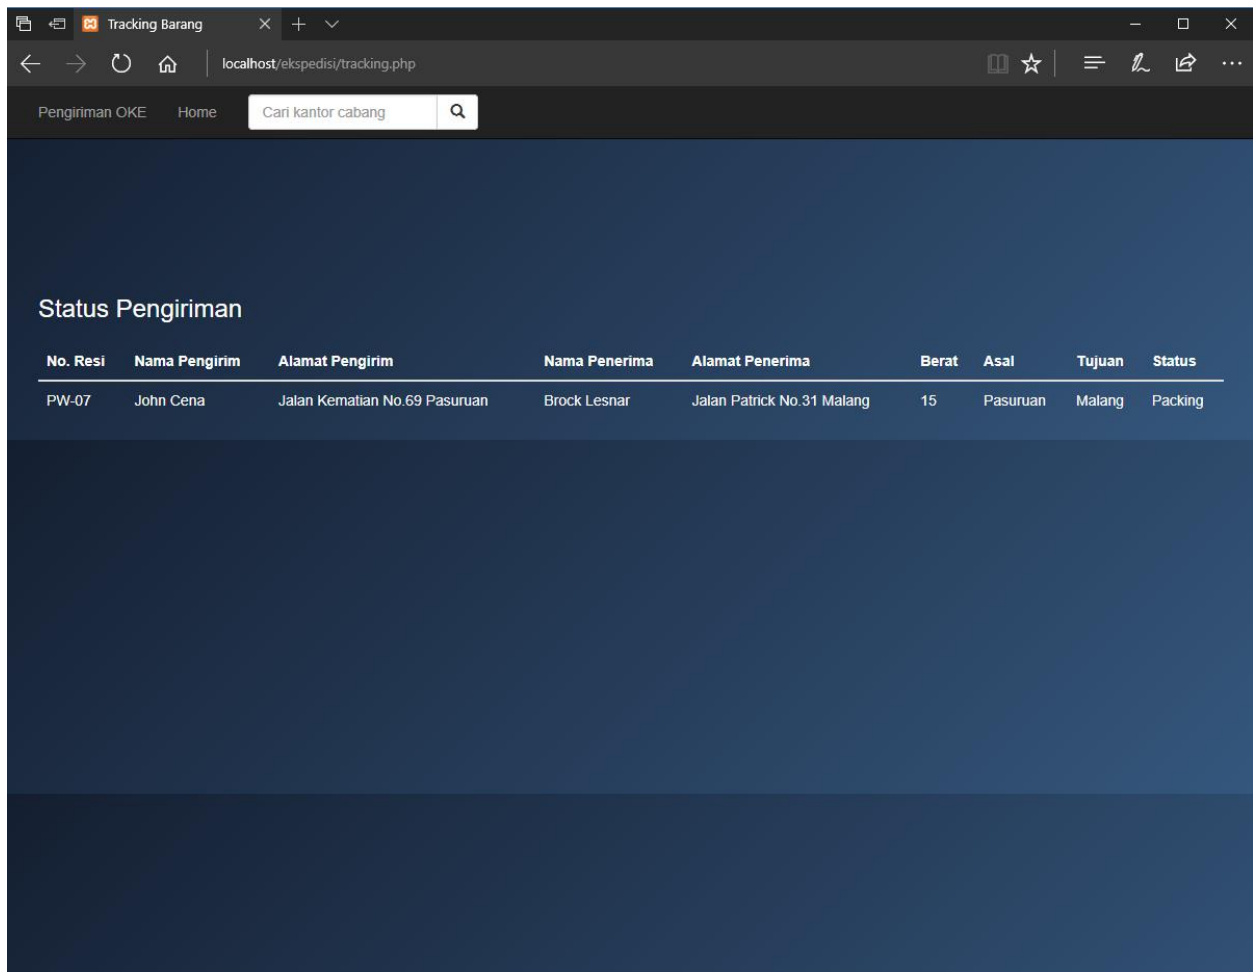 Tracking Barang
localhost/ekspedisi/tracking.php
Pengiriman OKE Home Cari kantor cabang
Status Pengiriman
No. Resi Nama Pengirim Alamat Pengirim Nama Penerima Alamat Penerima Berat Asal Tujuan Status
PW-07 John Cena Jalan Kematian No.69 Pasuruan Brock Lesnar Jalan Patrick No.31 Malang 15 Pasuruan Malang Packing